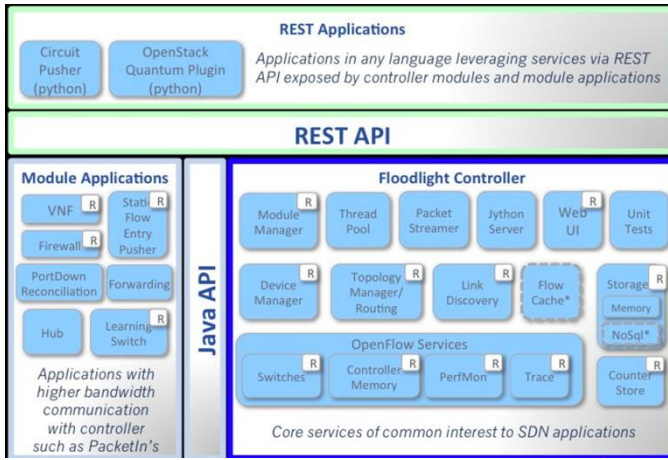 REST Applications
Circuit
Pusher
(python)
OpenStack
Quantum Plugin
(python)
Applications in any language leveraging services via REST
API exposed by controller modules and module applications
REST API
Module Applications
VNF
R
Static
Flow
Entry
Pusher
R
Firewall
R
PortDown
Reconciliation
Forwarding
Hub
Learning
Switch
R
Applications with
higher bandwidth
communication
with controller
such as PacketIn's
Java API
Floodlight Controller
Module
Manager
R
Thread
Pool
Packet
Streamer
Jython
Server
Web
UI
R
Unit
Tests
Device
Manager
R
Topology
Manager/
Routing
R
Link
Discovery
R
Flow
Cache*
Storage
R
Memory
NoSql*
OpenFlow Services
Switches
R
Controller
Memory
R
PerfMon
R
Trace
R
Counter
Store
R
Core services of common interest to SDN applications